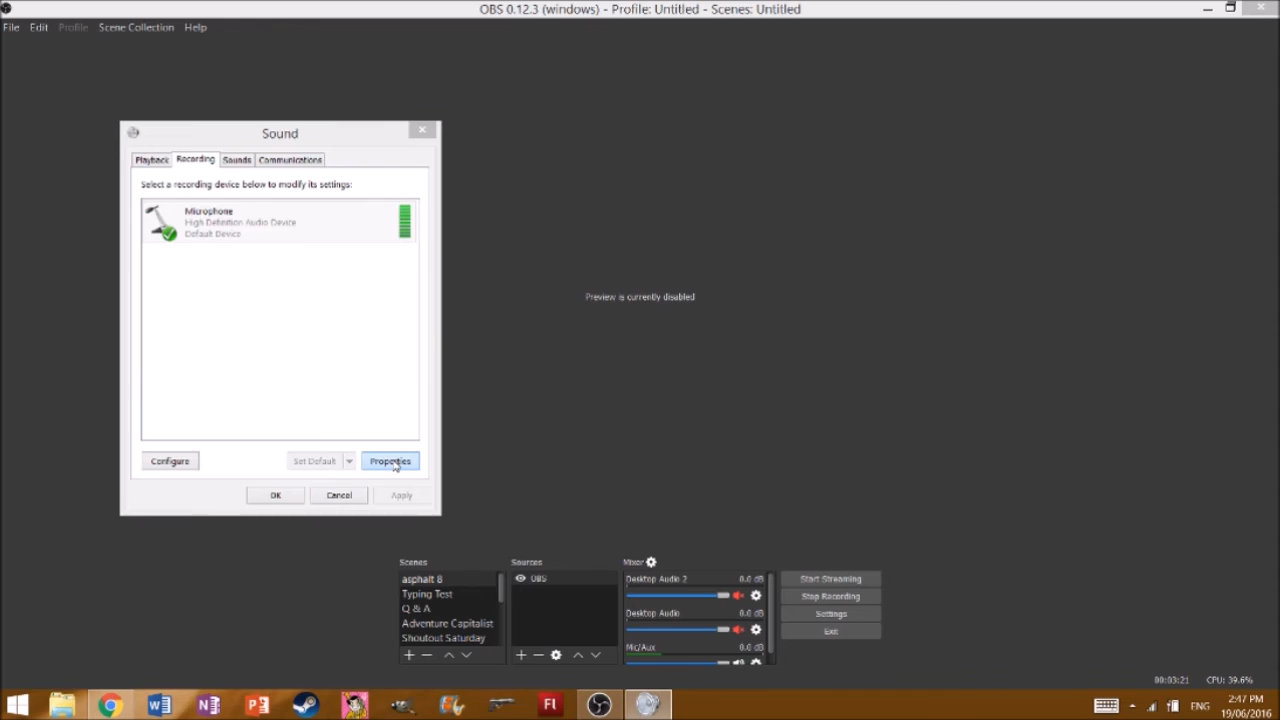 OBS 0.12.3 (windows) - Profile: Untitled - Scenes: Untitled
File Edit Profile Scene Collection Help
Sound
Playback Recording Sounds Communications
Select a recording device below to modify its settings:
Microphone
High Definition Audio Device
Default Device
Preview is currently disabled
Configure Set Default Properties
OK Cancel Apply
Scenes Sources Mixer
asphalt 8 OBS Desktop Audio 2 0.0 dB Start Streaming
Typing Test Stop Recording
Q & A Desktop Audio 0.0 dB Settings
Adventure Capitalist Exit
Shoutout Saturday
Mic/Aux 0.0 dB
00:03:21 CPU: 39.6%
ENG 2:47 PM
19/06/2016